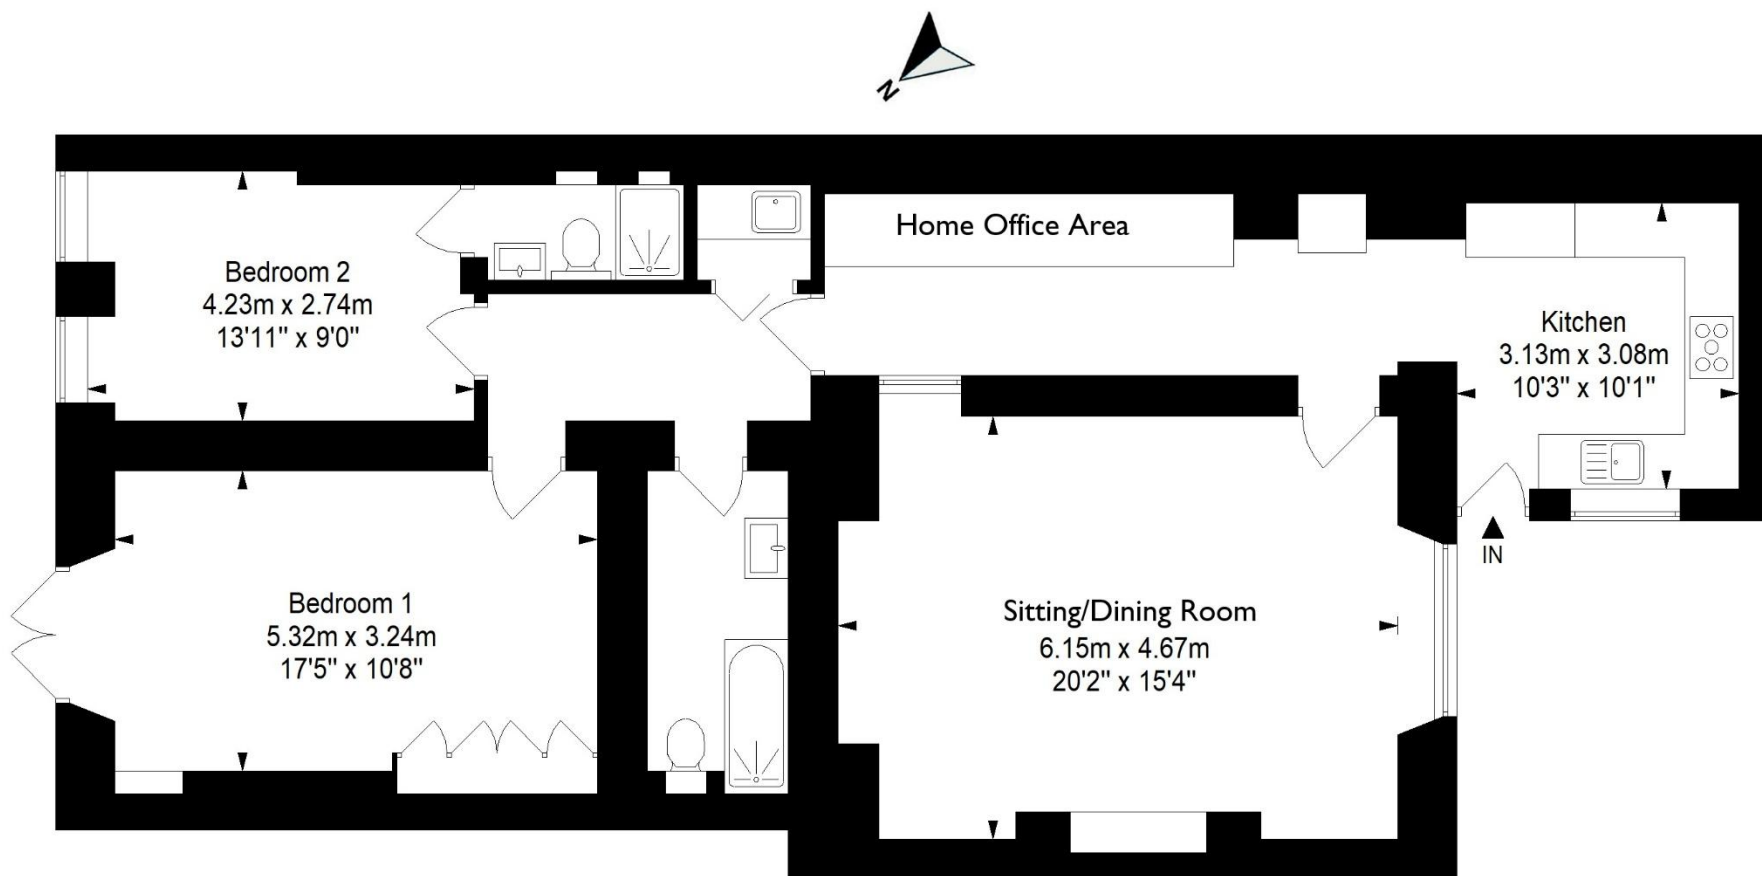 N
Home Office Area
Bedroom 2
4.23m x 2.74m
13'11" x 9'0"
Kitchen
3.13m x 3.08m
10'3" x 10'1"
IN
Bedroom 1
5.32m x 3.24m
17'5" x 10'8"
Sitting/Dining Room
6.15m x 4.67m
20'2" x 15'4"